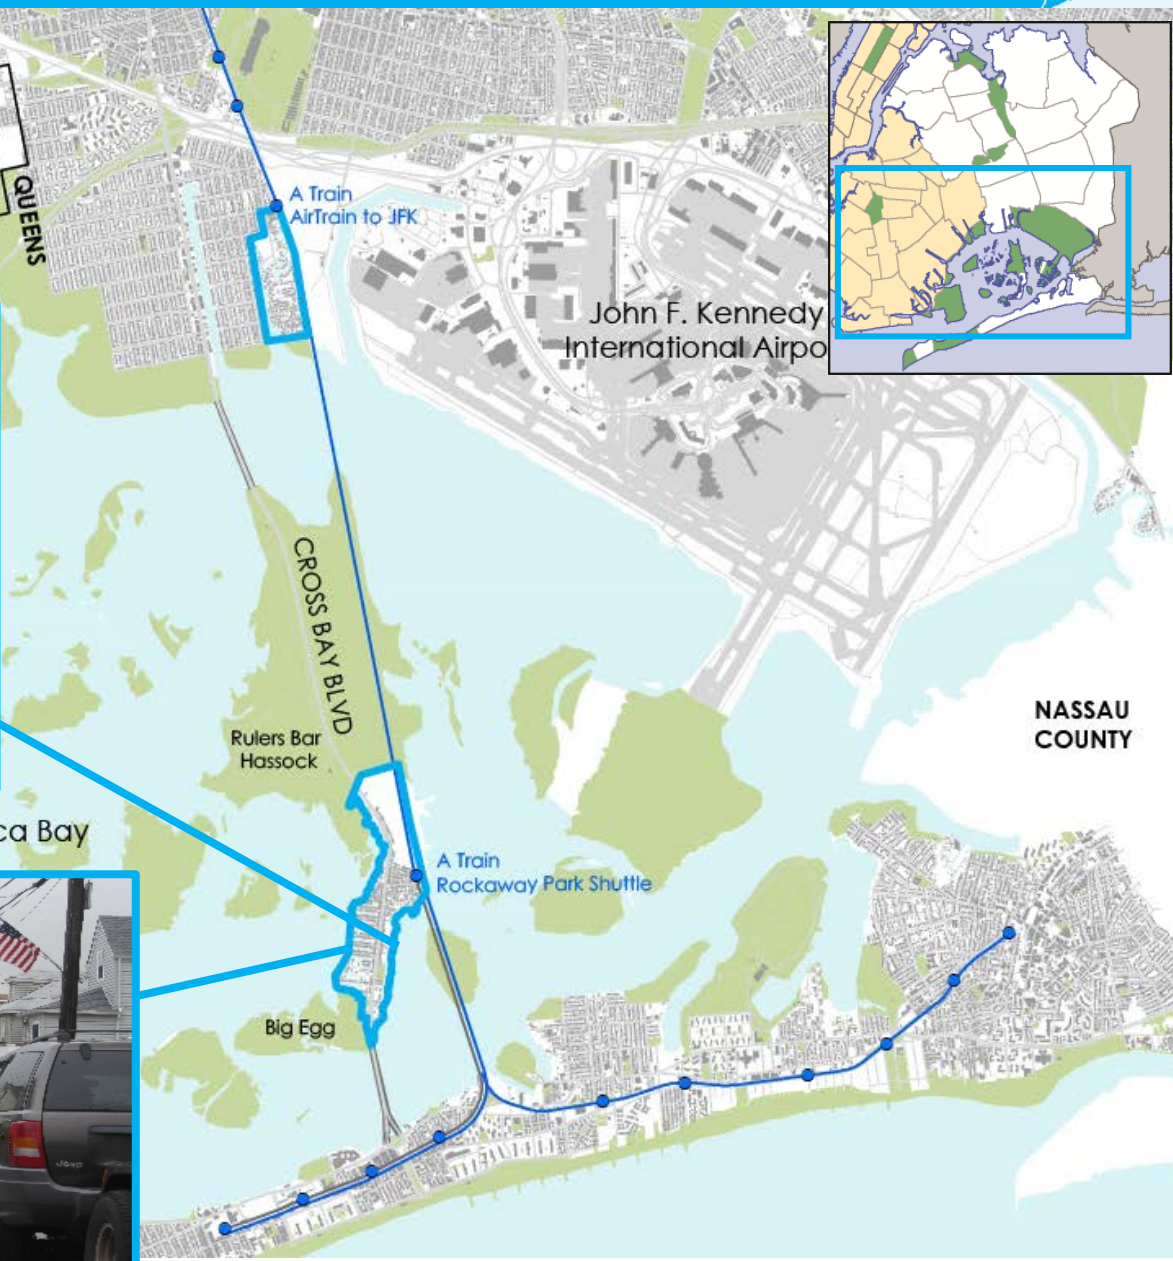 QUEENS
A Train
AirTrain to JFK
John F. Kennedy
International Airpo
CROSS BAY BLVD
Rulers Bar
Hassock
NASSAU
COUNTY
ca Bay
A Train
Rockaway Park Shuttle
Big Egg
Jeep